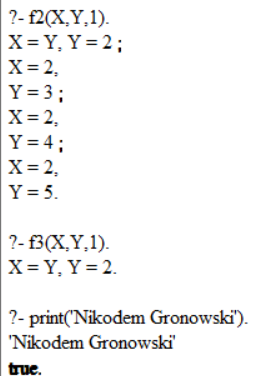 ?- f2(X,Y,1).
X = Y, Y = 2 ;
X = 2,
Y = 3 ;
X = 2,
Y = 4 ;
X = 2,
Y = 5.
?- f3(X,Y,1).
X = Y, Y = 2.
?- print('Nikodem Gronowski').
'Nikodem Gronowski'
true.